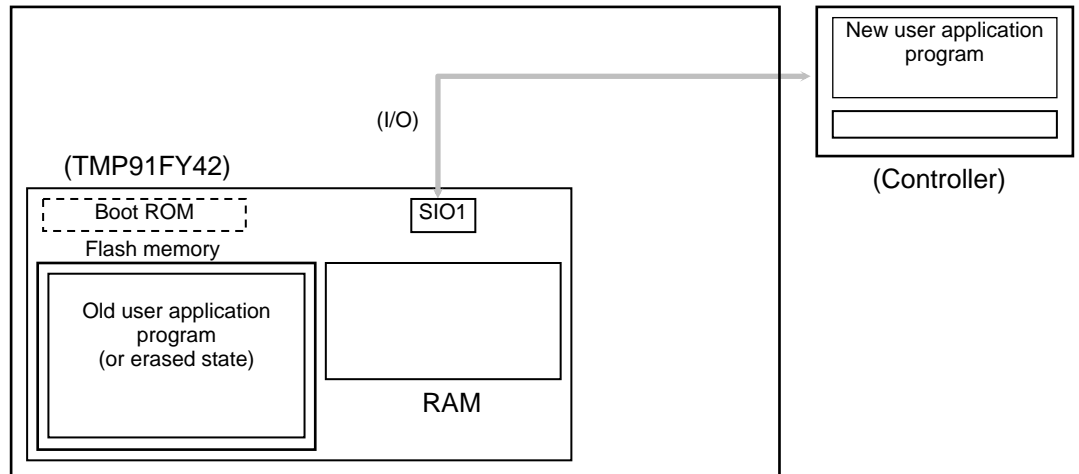 New user application
program
(I/O)
(TMP91FY42)
(Controller)
Boot ROM
SIO1
Flash memory
Old user application
program
(or erased state)
RAM